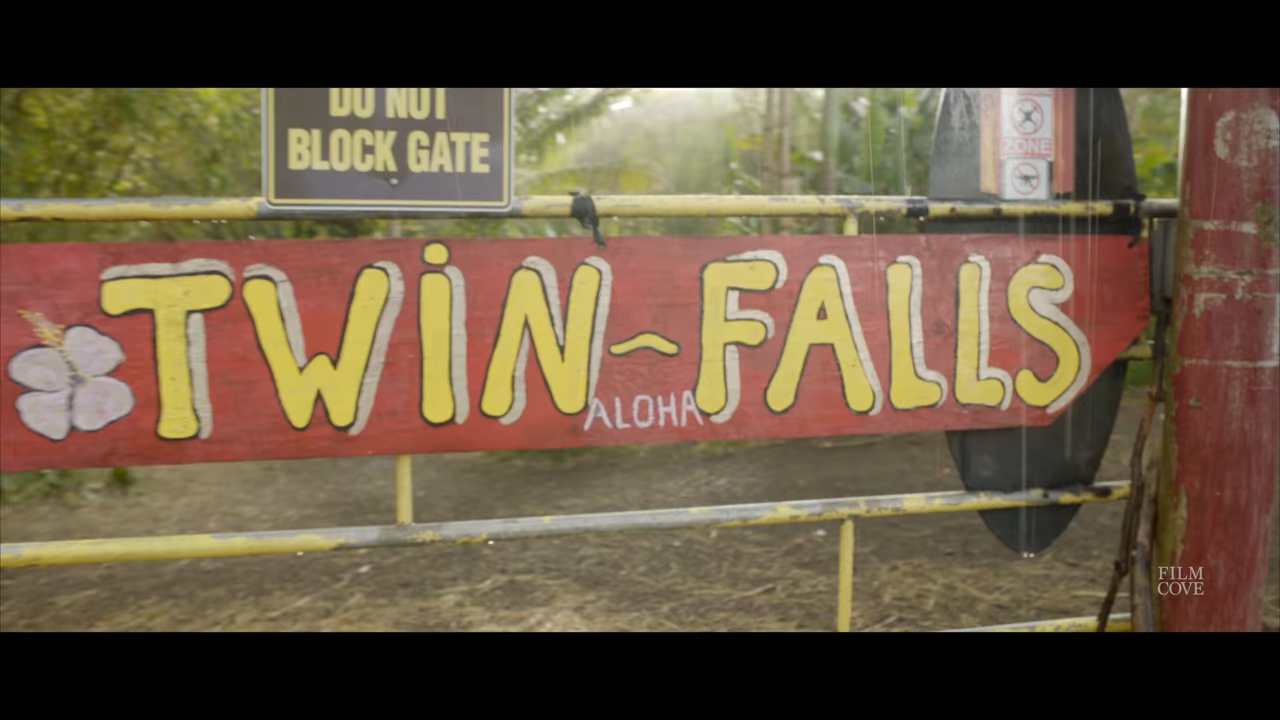 DO NOT
BLOCK GATE
ZONE
TWiN~FALLS
ALOHA
FILM
COVE